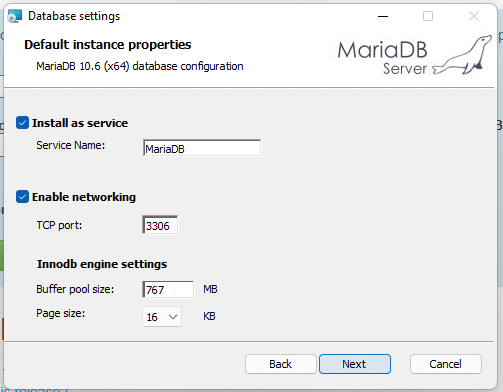 Database settings
Default instance properties
MariaDB 10.6 (x64) database configuration
MariaDB
Server
Install as service
Service Name: MariaDB
Enable networking
TCP port: 3306
Innodb engine settings
Buffer pool size: 767 MB
Page size: 16 KB
Back Next Cancel